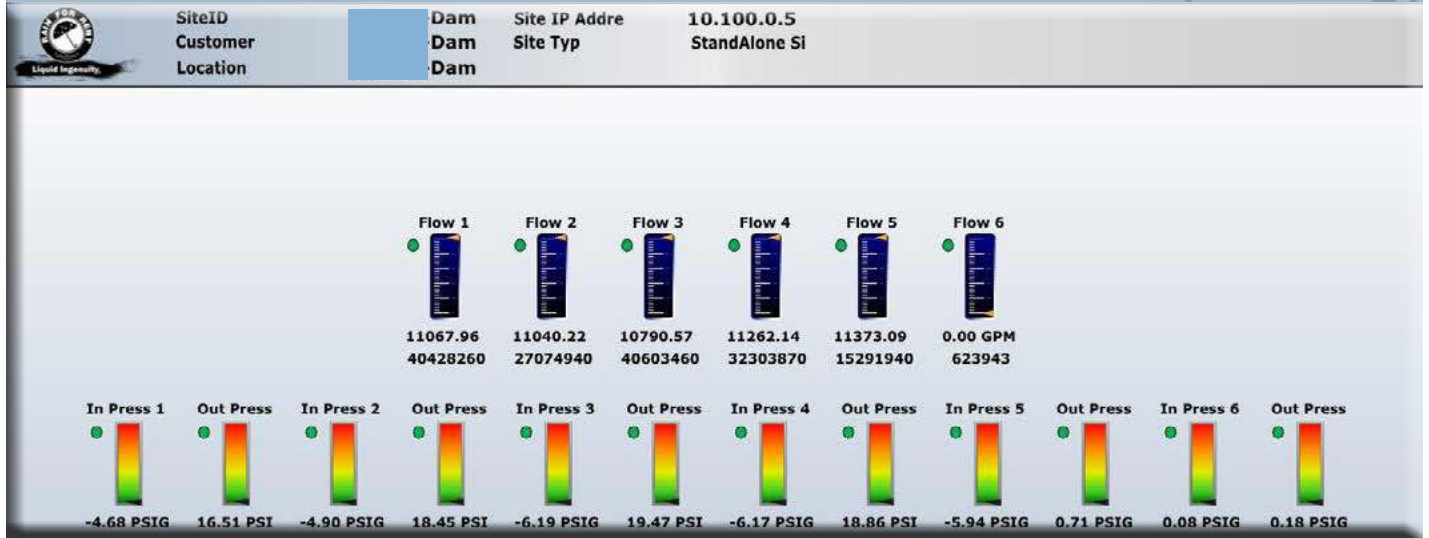 RAIN FOR RENT
Liquid Ingenuity.
SiteID -Dam Site IP Addre 10.100.0.5
Customer -Dam Site Typ StandAlone Si
Location -Dam
Flow 1 Flow 2 Flow 3 Flow 4 Flow 5 Flow 6
11067.96 11040.22 10790.57 11262.14 11373.09 0.00 GPM
40428260 27074940 40603460 32303870 15291940 623943
In Press 1 Out Press In Press 2 Out Press In Press 3 Out Press In Press 4 Out Press In Press 5 Out Press In Press 6 Out Press
-4.68 PSIG 16.51 PSI -4.90 PSIG 18.45 PSI -6.19 PSIG 19.47 PSI -6.17 PSIG 18.86 PSI -5.94 PSIG 0.71 PSIG 0.08 PSIG 0.18 PSIG